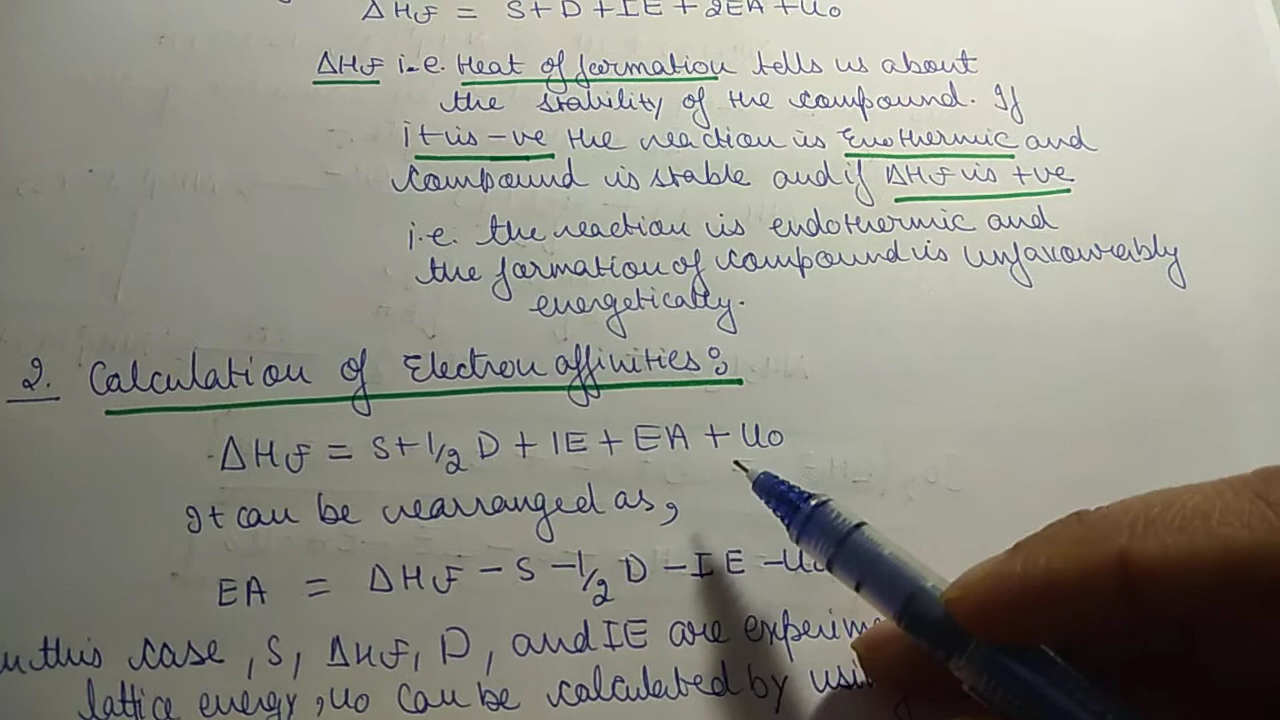 ΔHf = S + D + IE + 2EA + U₀
ΔHf i.e. Heat of formation tells us about
the stability of the compound. If
it is -ve the reaction is Exothermic and
compound is stable and if ΔHf is +ve
i.e. the reaction is endothermic and
the formation of compound is unfavourably
energetically.
2. Calculation of Electron affinities:
ΔHf = S + 1/2 D + IE + EA + U₀
It can be rearranged as,
EA = ΔHf - S - 1/2 D - IE - U₀
this case, S, ΔHf, D, and IE are
lattice energy, U₀ can be calculated by